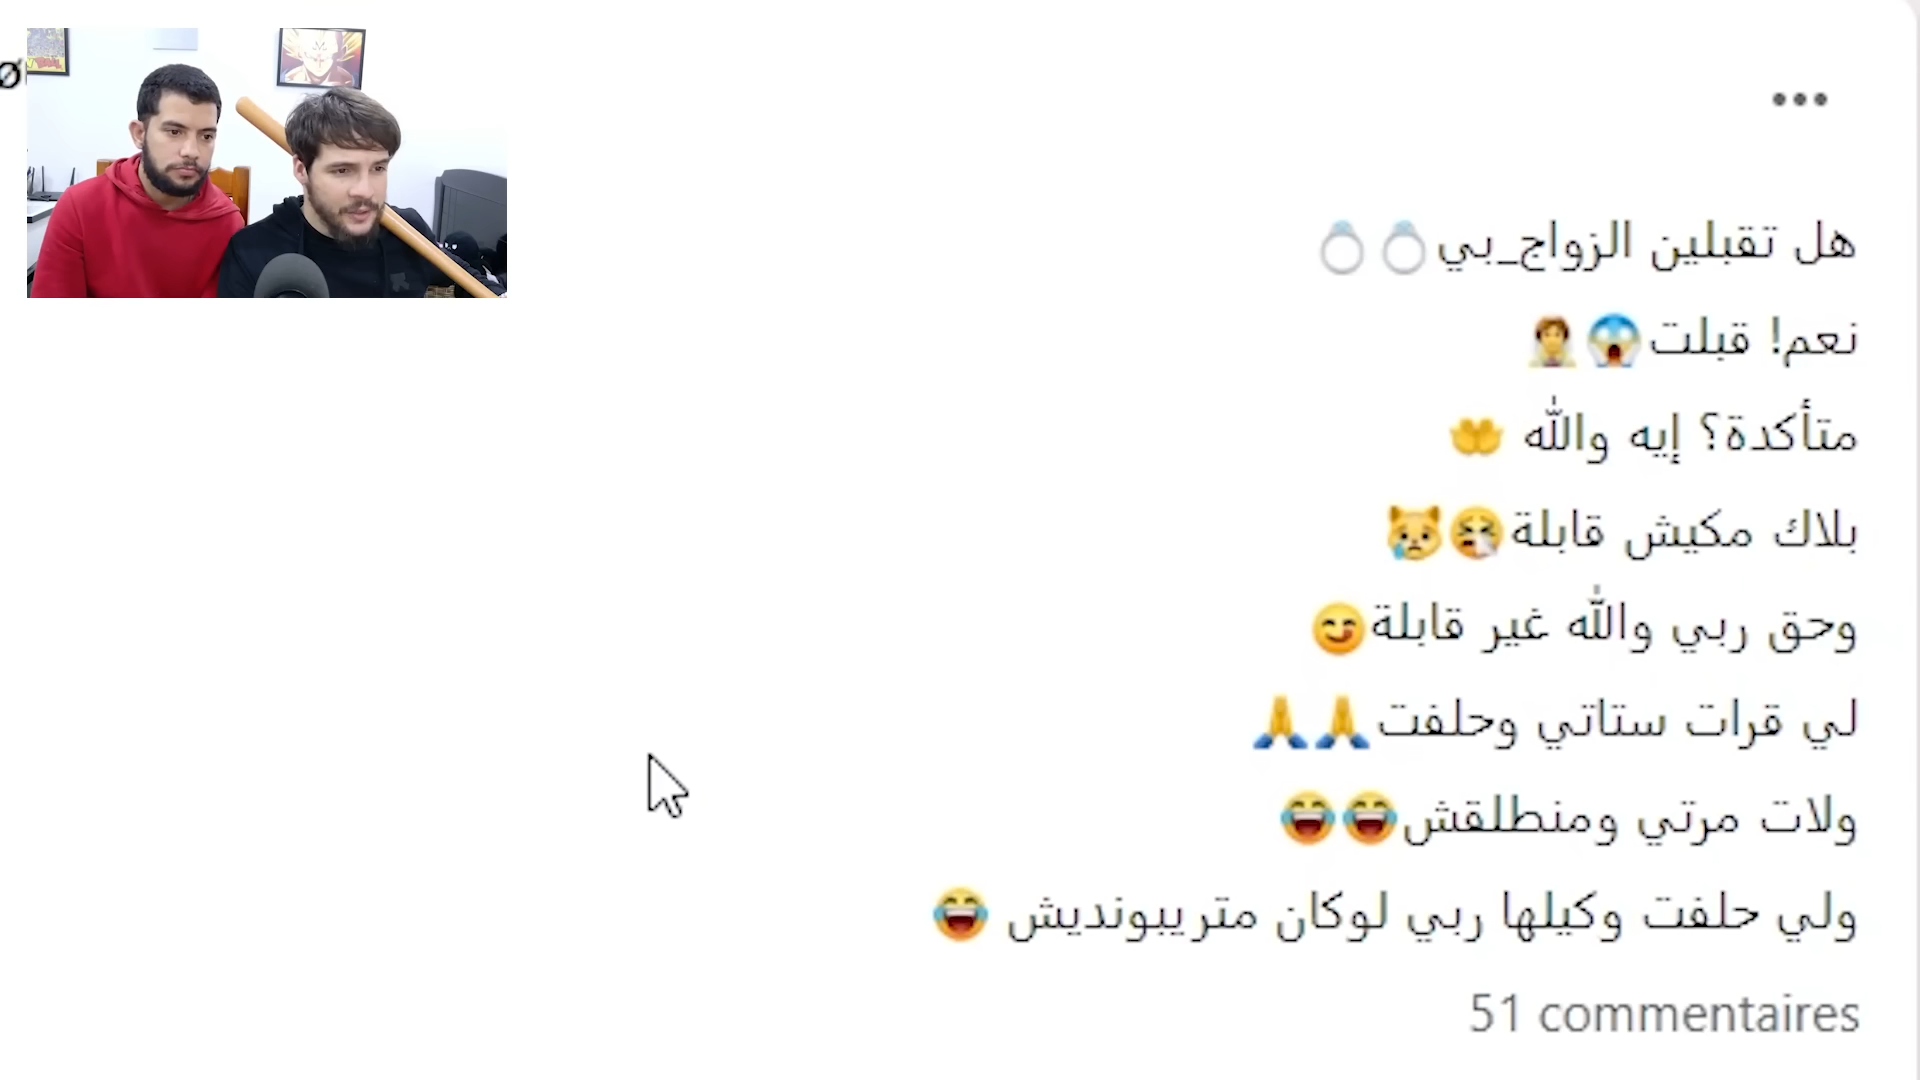 هل تقبلين الزواج_بي💍💍
نعم! قبلت😱👰
متأكدة؟ إيه والله 🤲
بلاك مكيش قابلة🤧😿
وحق ربي والله غير قابلة😋
لي قرات ستاتي وحلفت🙏🙏
ولات مرتي ومنطلقش😂😂
ولي حلفت وكيلها ربي لوكان متريبونديش 😂
51 commentaires